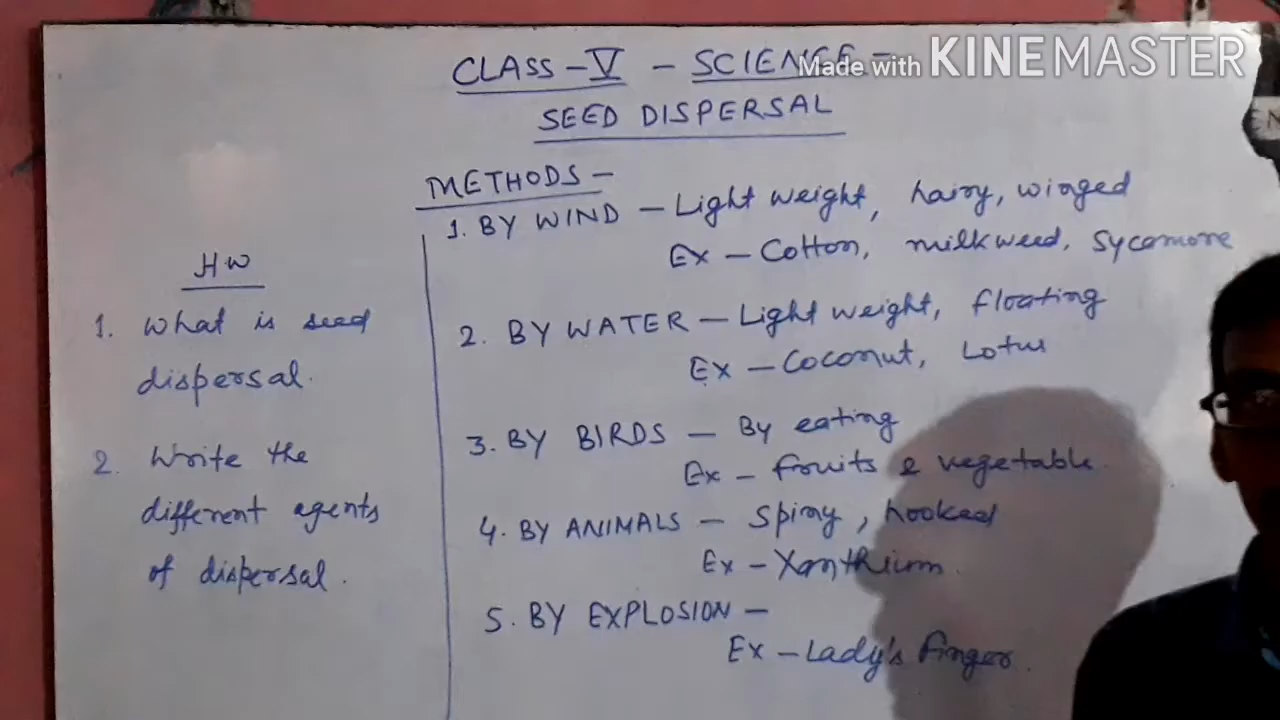 Made with KINEMASTER
CLASS - V - SCIENCE -
SEED DISPERSAL
METHODS -
1. BY WIND - Light weight, hairy, winged
Ex - Cotton, milkweed, Sycamore
2. BY WATER - Light weight, floating
Ex - Coconut, Lotus
3. BY BIRDS - By eating
Ex - fruits & vegetable.
4. BY ANIMALS - Spiny, hooked
Ex - Xanthium.
5. BY EXPLOSION -
Ex - Lady's finger.
HW
1. What is seed
dispersal.
2. Write the
different agents
of dispersal.